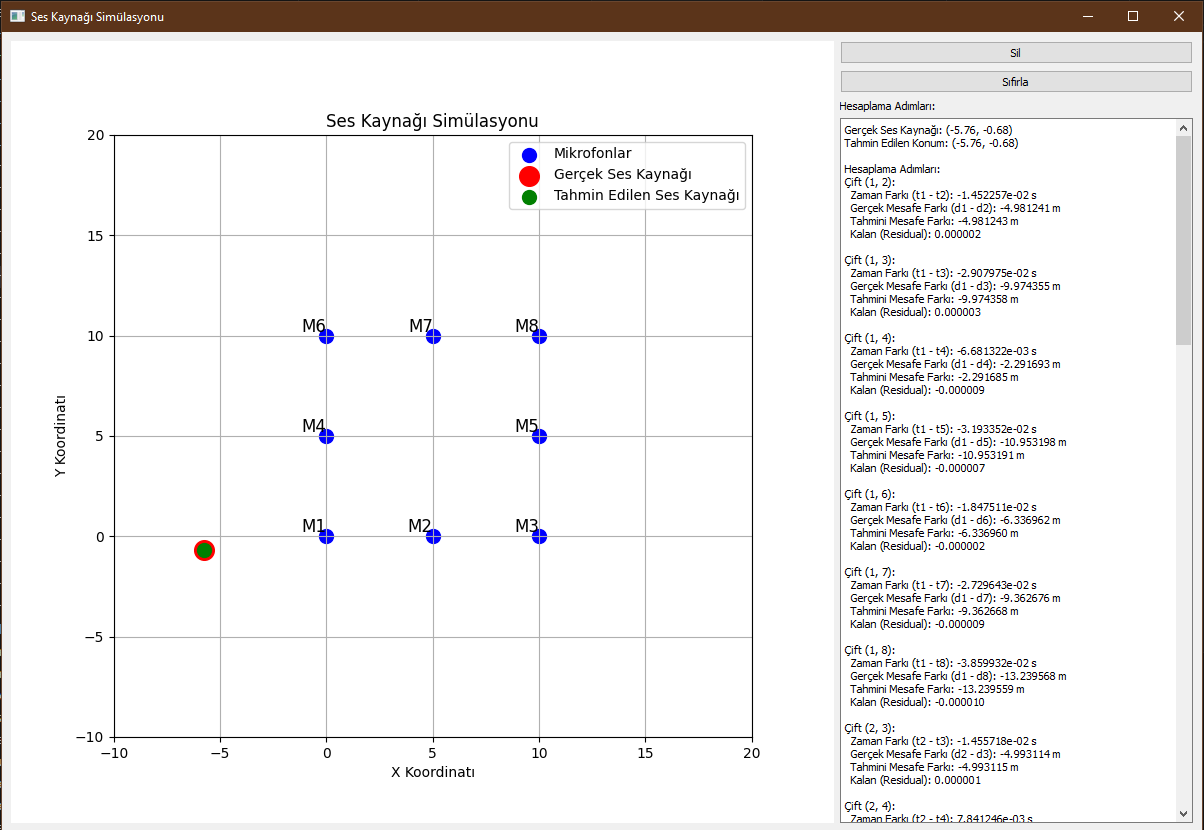 Ses Kaynağı Simülasyonu
Ses Kaynağı Simülasyonu
Mikrofonlar
Gerçek Ses Kaynağı
Tahmin Edilen Ses Kaynağı
20
15
10
5
0
−5
−10
M6
M7
M8
M4
M5
M1
M2
M3
Y Koordinatı
−10
−5
0
5
10
15
20
X Koordinatı
Sil
Sıfırla
Hesaplama Adımları:
Gerçek Ses Kaynağı: (-5.76, -0.68)
Tahmin Edilen Konum: (-5.76, -0.68)
Hesaplama Adımları:
Çift (1, 2):
Zaman Farkı (t1 - t2): -1.452257e-02 s
Gerçek Mesafe Farkı (d1 - d2): -4.981241 m
Tahmini Mesafe Farkı: -4.981243 m
Kalan (Residual): 0.000002
Çift (1, 3):
Zaman Farkı (t1 - t3): -2.907975e-02 s
Gerçek Mesafe Farkı (d1 - d3): -9.974355 m
Tahmini Mesafe Farkı: -9.974358 m
Kalan (Residual): 0.000003
Çift (1, 4):
Zaman Farkı (t1 - t4): -6.681322e-03 s
Gerçek Mesafe Farkı (d1 - d4): -2.291693 m
Tahmini Mesafe Farkı: -2.291685 m
Kalan (Residual): -0.000009
Çift (1, 5):
Zaman Farkı (t1 - t5): -3.193352e-02 s
Gerçek Mesafe Farkı (d1 - d5): -10.953198 m
Tahmini Mesafe Farkı: -10.953191 m
Kalan (Residual): -0.000007
Çift (1, 6):
Zaman Farkı (t1 - t6): -1.847511e-02 s
Gerçek Mesafe Farkı (d1 - d6): -6.336962 m
Tahmini Mesafe Farkı: -6.336960 m
Kalan (Residual): -0.000002
Çift (1, 7):
Zaman Farkı (t1 - t7): -2.729643e-02 s
Gerçek Mesafe Farkı (d1 - d7): -9.362676 m
Tahmini Mesafe Farkı: -9.362668 m
Kalan (Residual): -0.000009
Çift (1, 8):
Zaman Farkı (t1 - t8): -3.859932e-02 s
Gerçek Mesafe Farkı (d1 - d8): -13.239568 m
Tahmini Mesafe Farkı: -13.239559 m
Kalan (Residual): -0.000010
Çift (2, 3):
Zaman Farkı (t2 - t3): -1.455718e-02 s
Gerçek Mesafe Farkı (d2 - d3): -4.993114 m
Tahmini Mesafe Farkı: -4.993115 m
Kalan (Residual): 0.000001
Çift (2, 4):
Zaman Farkı (t2 - t4): 7.841246e-03 s